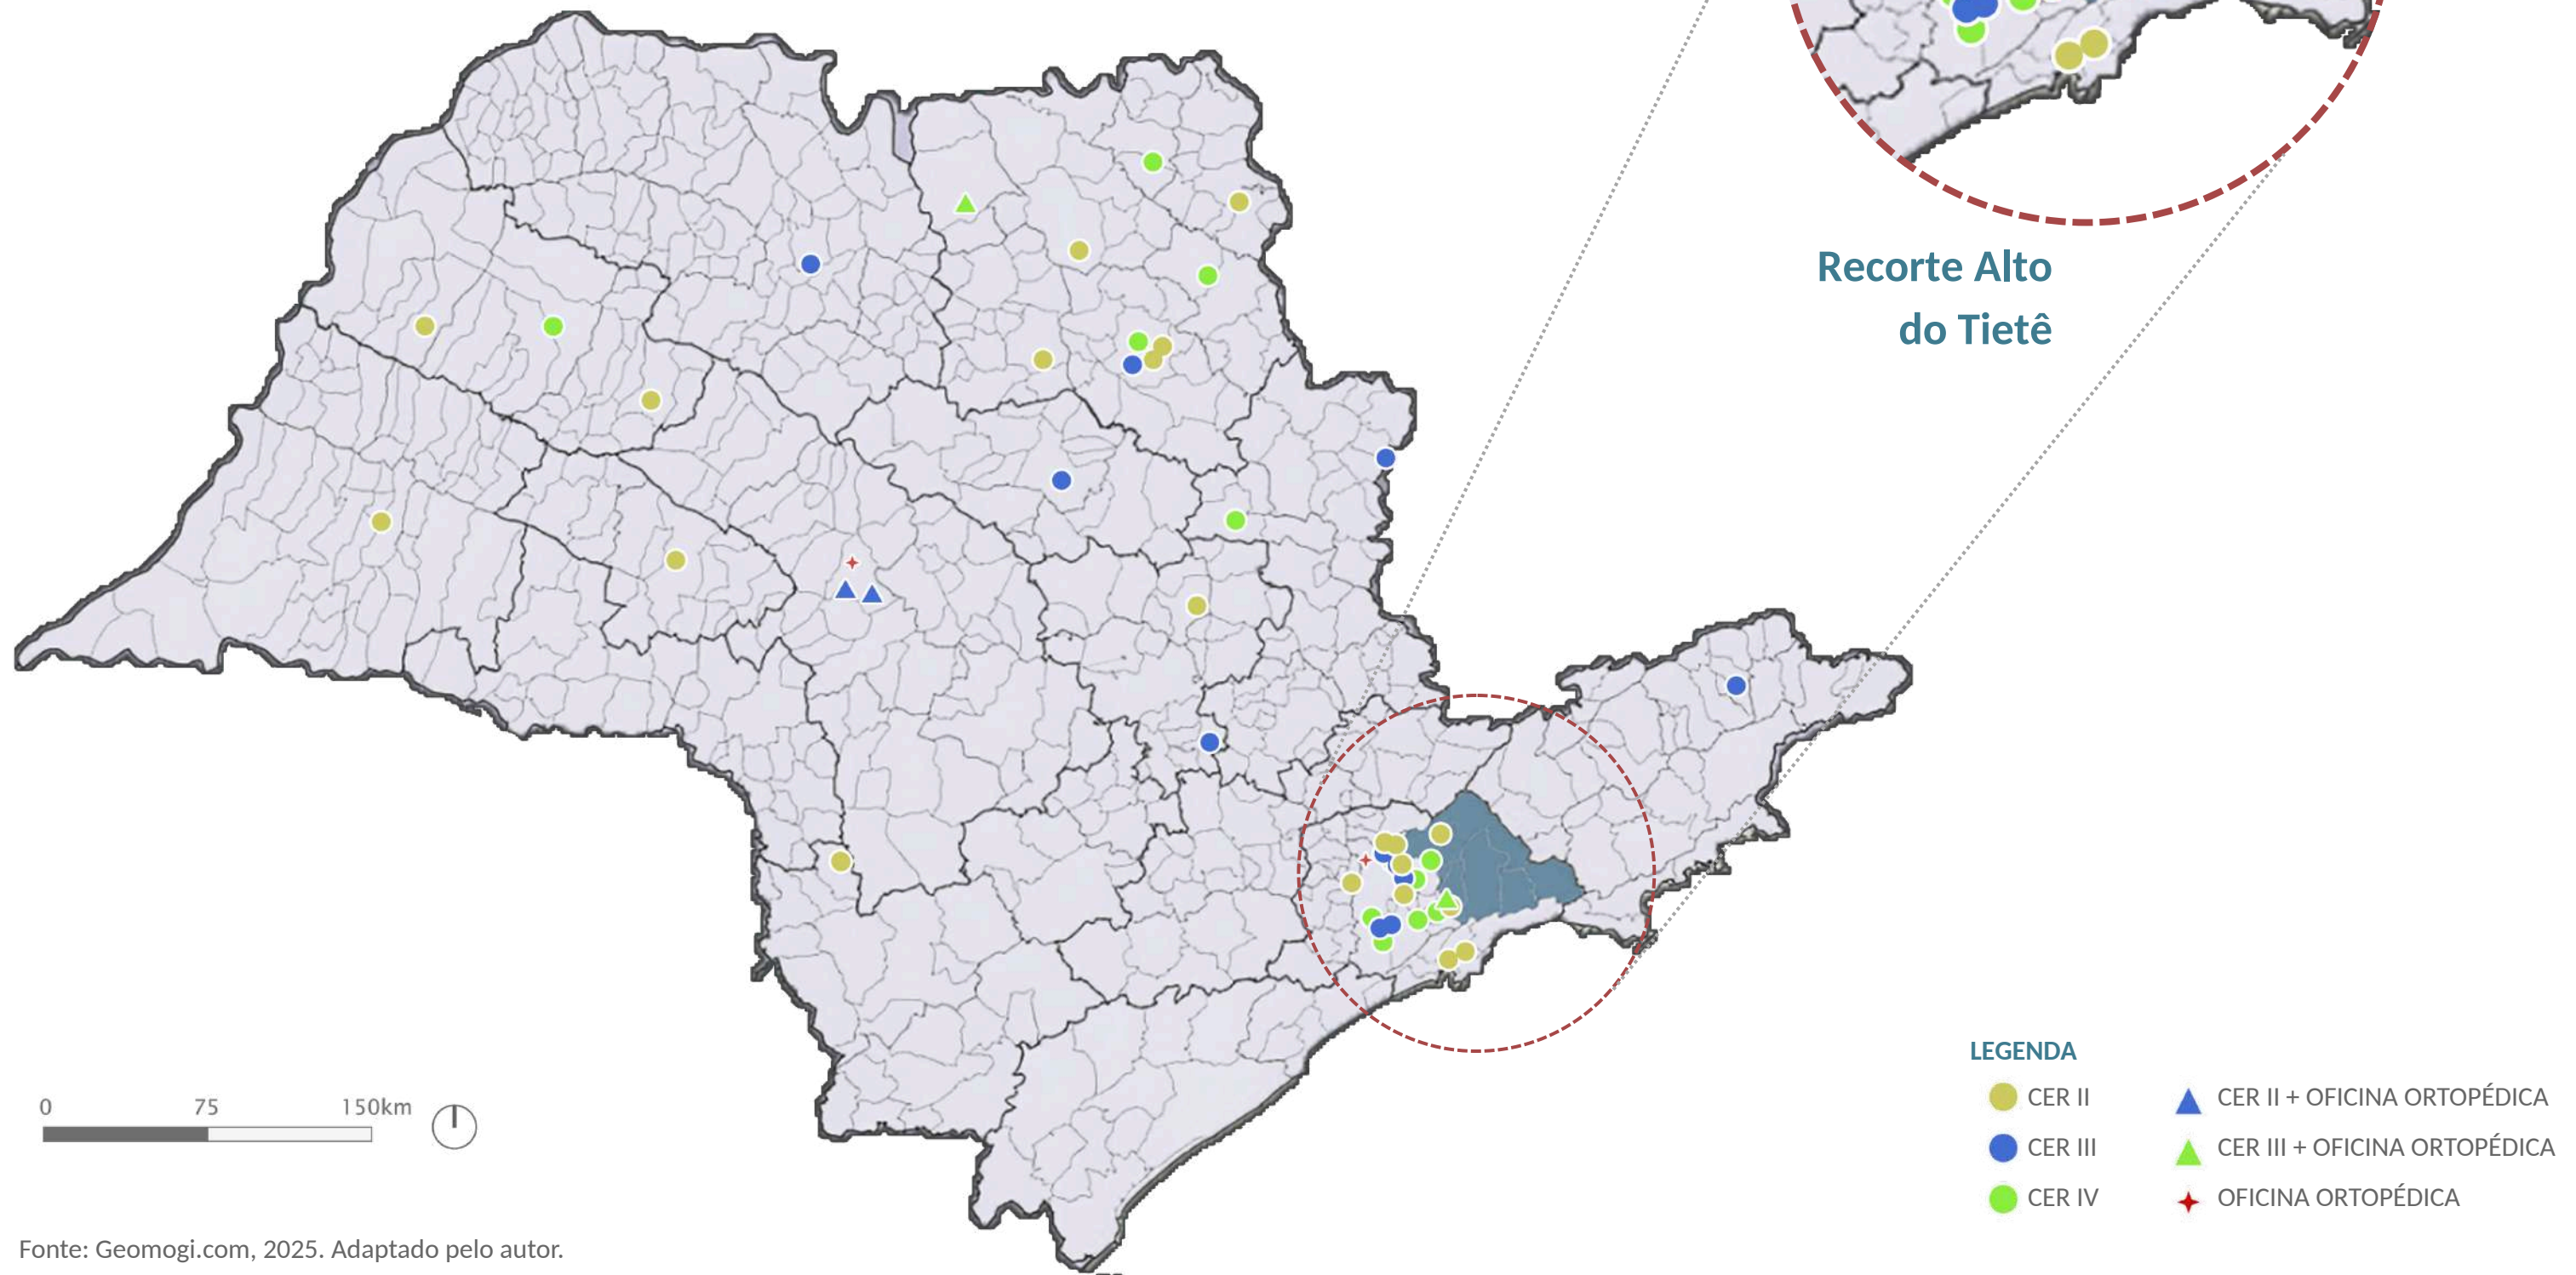 Recorte Alto
do Tietê
LEGENDA
CER II
CER III
CER IV
CER II + OFICINA ORTOPÉDICA
CER III + OFICINA ORTOPÉDICA
OFICINA ORTOPÉDICA
0 75 150km
Fonte: Geomogi.com, 2025. Adaptado pelo autor.